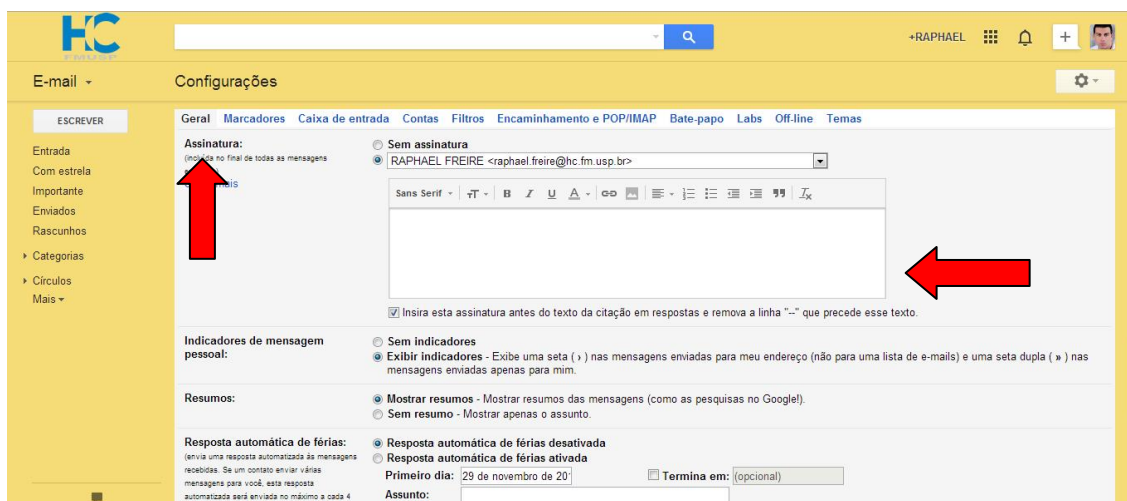 HC
FMUSP
+RAPHAEL
+
E-mail
Configurações
ESCREVER
Entrada
Com estrela
Importante
Enviados
Rascunhos
Categorias
Círculos
Mais
Geral Marcadores Caixa de entrada Contas Filtros Encaminhamento e POP/IMAP Bate-papo Labs Off-line Temas
Assinatura:
no final de todas as mensagens
Sem assinatura
RAPHAEL FREIRE <raphael.freire@hc.fm.usp.br>
Sans Serif B I U A
Insira esta assinatura antes do texto da citação em respostas e remova a linha "--" que precede esse texto.
Indicadores de mensagem
pessoal:
Sem indicadores
Exibir indicadores - Exibe uma seta ( › ) nas mensagens enviadas para meu endereço (não para uma lista de e-mails) e uma seta dupla ( » ) nas
mensagens enviadas apenas para mim.
Resumos:
Mostrar resumos - Mostrar resumos das mensagens (como as pesquisas no Google!).
Sem resumo - Mostrar apenas o assunto.
Resposta automática de férias:
(envia uma resposta automatizada às mensagens
recebidas. Se um contato enviar várias
mensagens para você, esta resposta
automatizada será enviada no máximo a cada 4
Resposta automática de férias desativada
Resposta automática de férias ativada
Primeiro dia: 29 de novembro de 20 Termina em: (opcional)
Assunto: